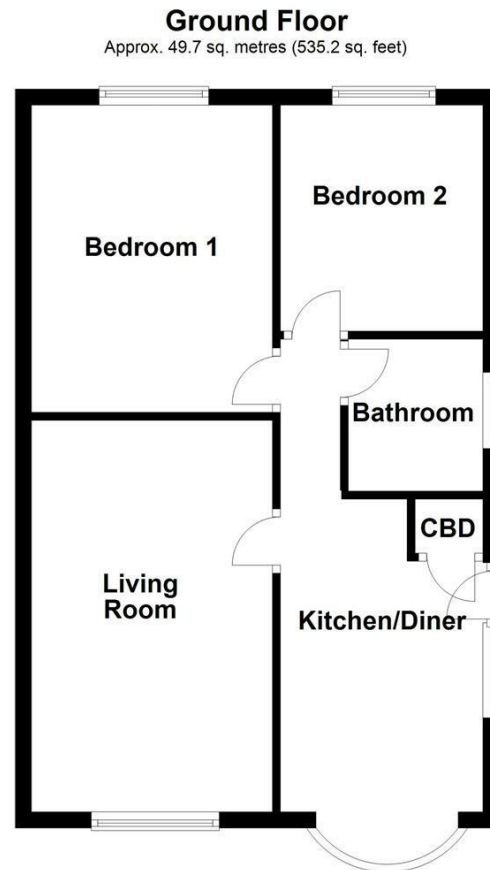 Ground Floor
Approx. 49.7 sq. metres (535.2 sq. feet)
Bedroom 1
Bedroom 2
Bathroom
CBD
Living
Room
Kitchen/Diner